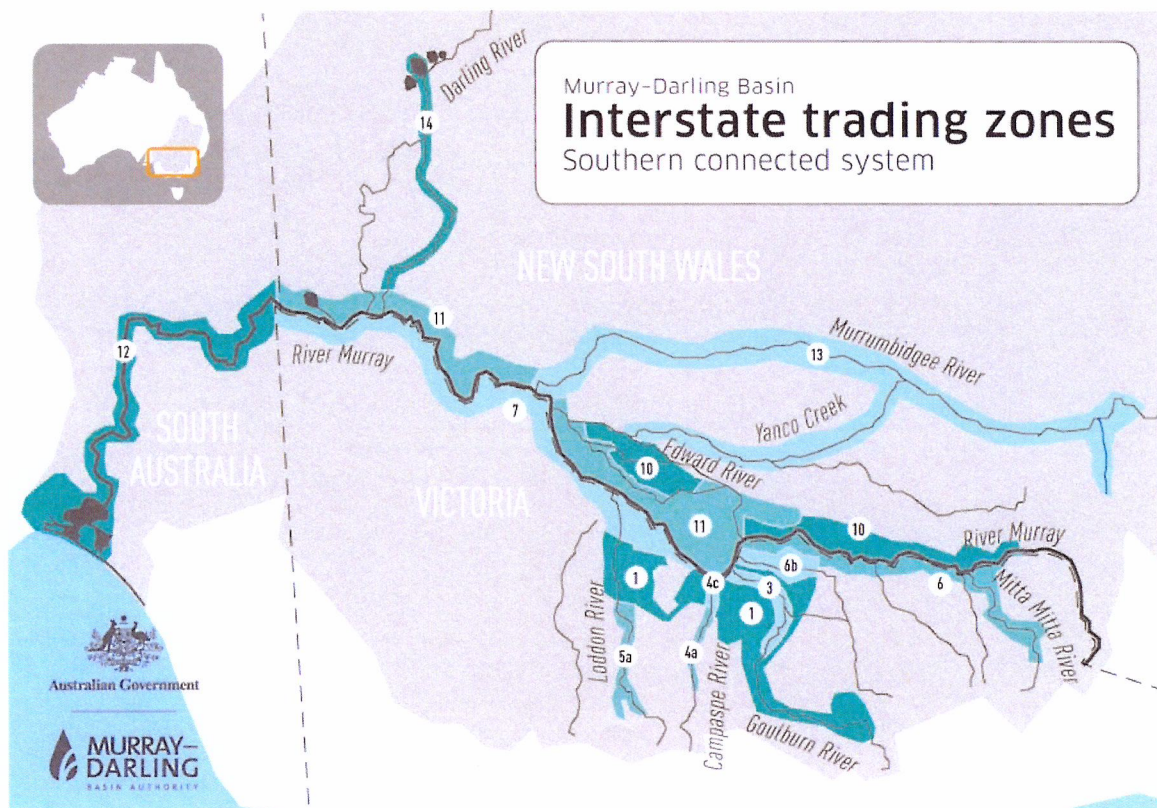 Murray–Darling Basin
Interstate trading zones
Southern connected system
Darling River
14
NEW SOUTH WALES
11
12
River Murray
13
Murrumbidgee River
7
Yanco Creek
SOUTH
AUSTRALIA
Edward River
10
VICTORIA
11
10
River Murray
6b
6
1
4c
3
1
Mitta Mitta River
Loddon River
5a
4a
Campaspe River
Goulburn River
Australian Government
MURRAY–
DARLING
BASIN AUTHORITY